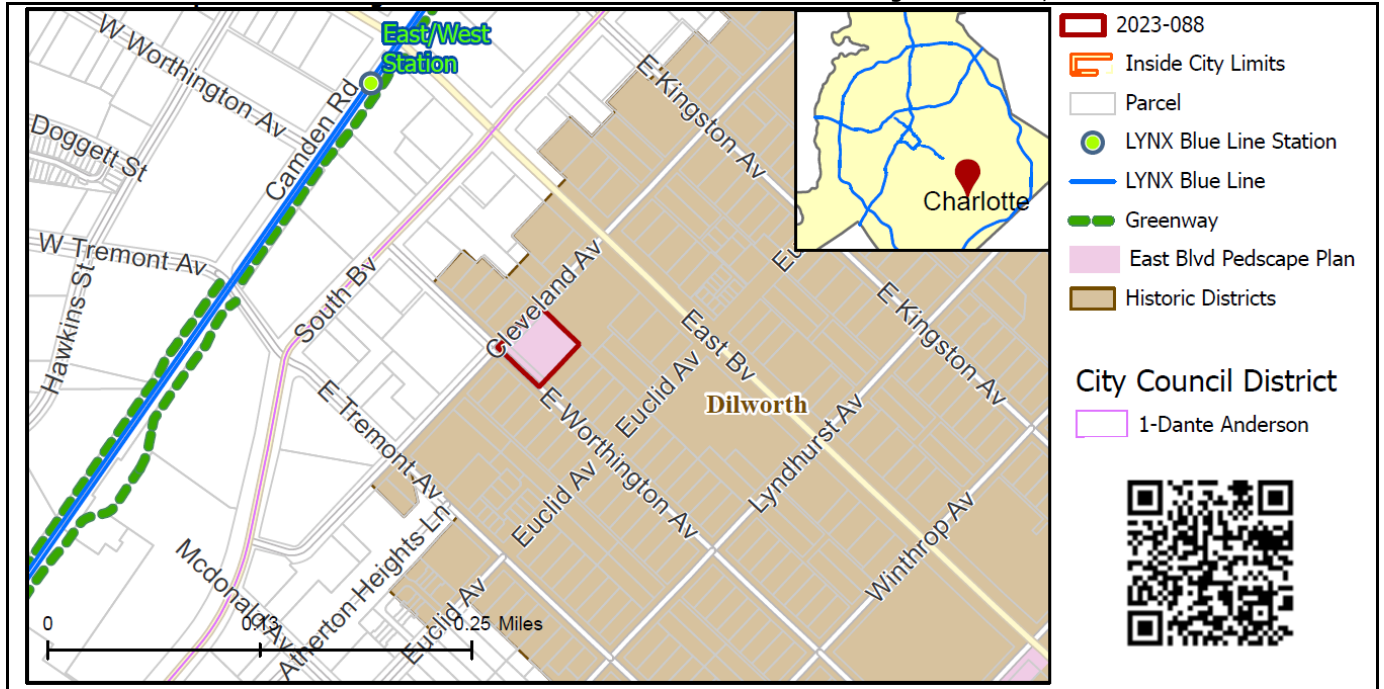 W Worthington Av
East/West
Station
E Kingston Av
Doggett St
Camden Rd
W Tremont Av
Hawkins St
South Bv
Cleveland Av
E Kingston Av
East Bv
Euclid Av
Dilworth
E Tremont Av
E Worthington Av
Euclid Av
Lyndhurst Av
Winthrop Av
Mcdonald Av
Atherton Heights Ln
Euclid Av
0 0.13 0.25 Miles
Charlotte
2023-088
Inside City Limits
Parcel
LYNX Blue Line Station
LYNX Blue Line
Greenway
East Blvd Pedscape Plan
Historic Districts
City Council District
1-Dante Anderson